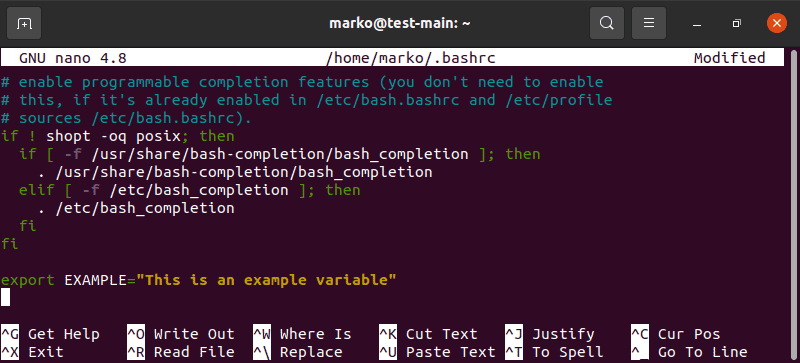 marko@test-main: ~
GNU nano 4.8 /home/marko/.bashrc Modified
# enable programmable completion features (you don't need to enable
# this, if it's already enabled in /etc/bash.bashrc and /etc/profile
# sources /etc/bash.bashrc).
if ! shopt -oq posix; then
  if [ -f /usr/share/bash-completion/bash_completion ]; then
    . /usr/share/bash-completion/bash_completion
  elif [ -f /etc/bash_completion ]; then
    . /etc/bash_completion
  fi
fi
export EXAMPLE="This is an example variable"
^G Get Help ^O Write Out ^W Where Is ^K Cut Text ^J Justify ^C Cur Pos
^X Exit ^R Read File ^\ Replace ^U Paste Text ^T To Spell ^_ Go To Line